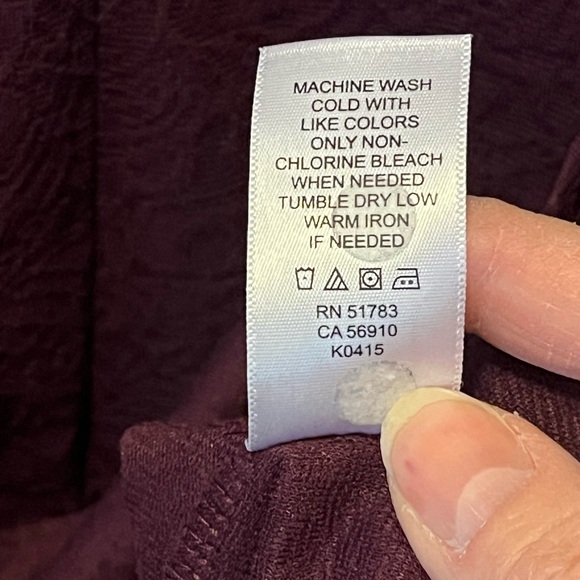 MACHINE WASH
COLD WITH
LIKE COLORS
ONLY NON-
CHLORINE BLEACH
WHEN NEEDED
TUMBLE DRY LOW
WARM IRON
IF NEEDED
RN 51783
CA 56910
K0415